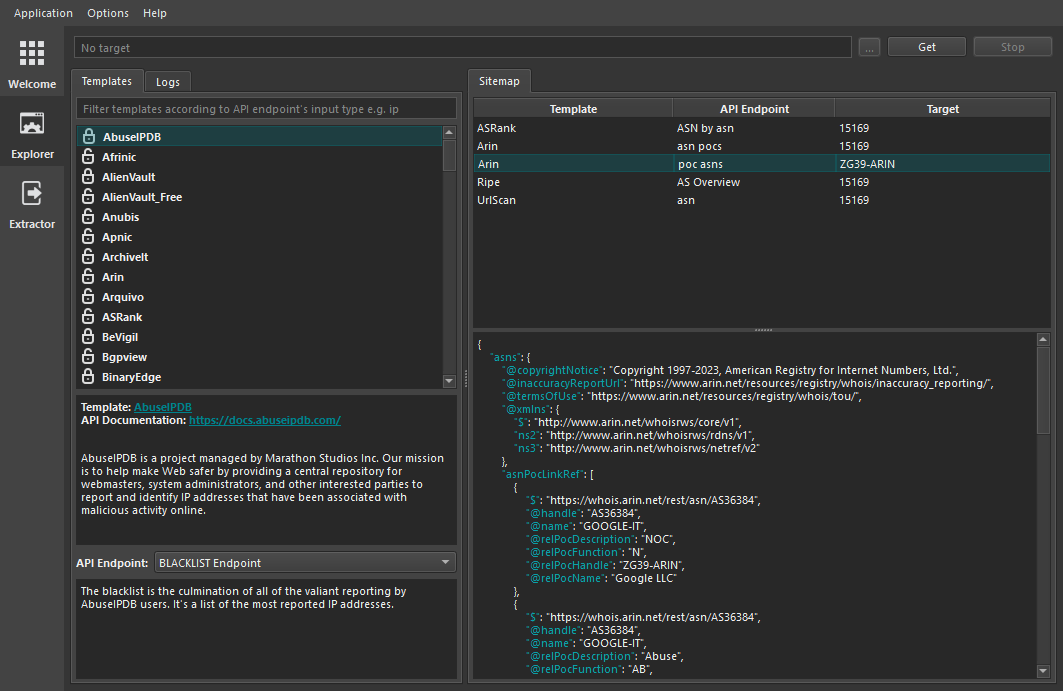 Application Options Help
Welcome
Explorer
Extractor
No target
...
Get
Stop
Templates Logs
Filter templates according to API endpoint's input type e.g. ip
AbuseIPDB
Afrinic
AlienVault
AlienVault_Free
Anubis
Apnic
ArchiveIt
Arin
Arquivo
ASRank
BeVigil
Bgpview
BinaryEdge
Template: AbuseIPDB
API Documentation: https://docs.abuseipdb.com/
AbuseIPDB is a project managed by Marathon Studios Inc. Our mission
is to help make Web safer by providing a central repository for
webmasters, system administrators, and other interested parties to
report and identify IP addresses that have been associated with
malicious activity online.
API Endpoint: BLACKLIST Endpoint
The blacklist is the culmination of all of the valiant reporting by
AbuseIPDB users. It's a list of the most reported IP addresses.
Sitemap
Template API Endpoint Target
ASRank ASN by asn 15169
Arin asn pocs 15169
Arin poc asns ZG39-ARIN
Ripe AS Overview 15169
UrlScan asn 15169
{
"asns": {
"@copyrightNotice": "Copyright 1997-2023, American Registry for Internet Numbers, Ltd.",
"@inaccuracyReportUrl": "https://www.arin.net/resources/registry/whois/inaccuracy_reporting/",
"@termsOfUse": "https://www.arin.net/resources/registry/whois/tou/",
"@xmlns": {
"$": "http://www.arin.net/whoisrws/core/v1",
"ns2": "http://www.arin.net/whoisrws/rdns/v1",
"ns3": "http://www.arin.net/whoisrws/netref/v2"
},
"asnPocLinkRef": [
{
"$": "https://whois.arin.net/rest/asn/AS36384",
"@handle": "AS36384",
"@name": "GOOGLE-IT",
"@relPocDescription": "NOC",
"@relPocFunction": "N",
"@relPocHandle": "ZG39-ARIN",
"@relPocName": "Google LLC"
},
{
"$": "https://whois.arin.net/rest/asn/AS36384",
"@handle": "AS36384",
"@name": "GOOGLE-IT",
"@relPocDescription": "Abuse",
"@relPocFunction": "AB",